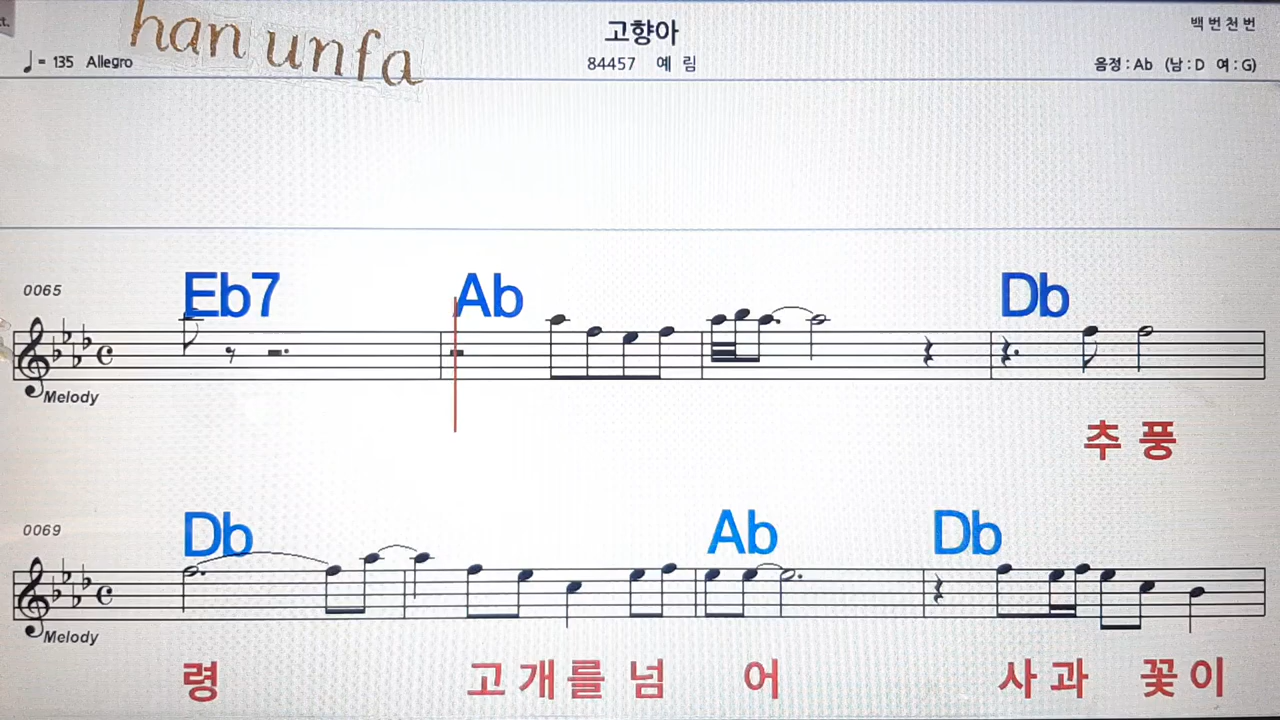 han unfa
고향아
백번천번
♩= 135 Allegro
84457 예 림
음정 : Ab (남 : D 여 : G)
0065
Eb7 Ab Db
Melody
추 풍
0069
Db Ab Db
Melody
령 고 개 를 넘 어 사 과 꽃 이